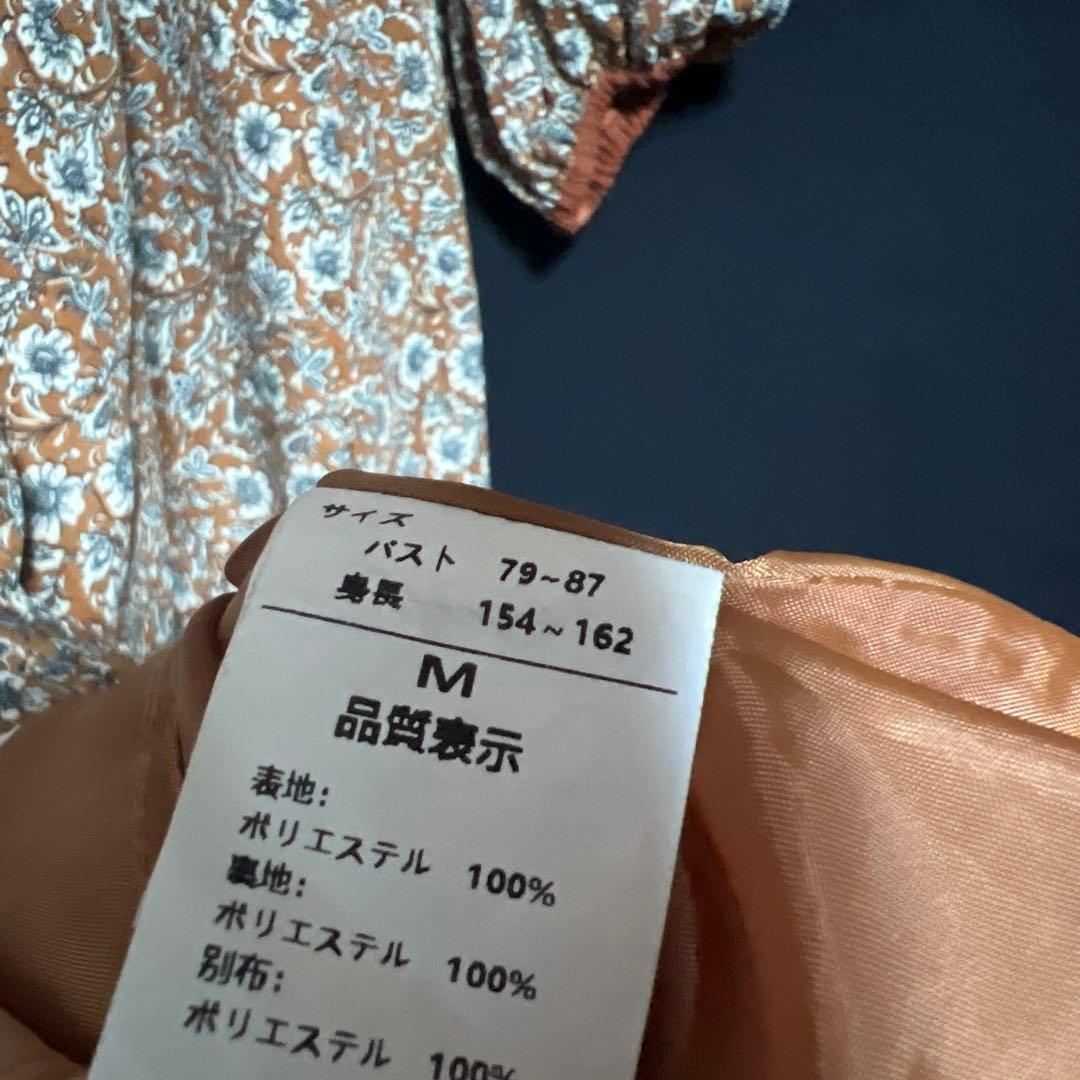 サイズ
バスト 79~87
身長 154~162
M
品質表示
表地:
ポリエステル 100%
裏地:
ポリエステル 100%
別布:
ポリエステル 100%